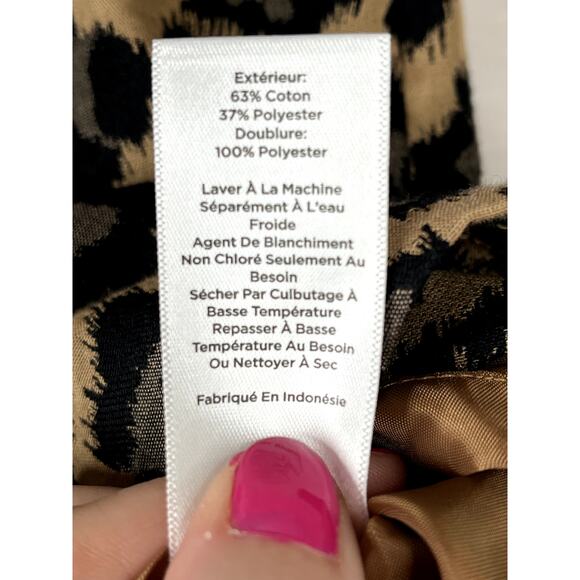 Extérieur:
63% Coton
37% Polyester
Doublure:
100% Polyester
Laver À La Machine
Séparément À L'eau
Froide
Agent De Blanchiment
Non Chloré Seulement Au
Besoin
Sécher Par Culbutage À
Basse Température
Repasser À Basse
Température Au Besoin
Ou Nettoyer À Sec
Fabriqué En Indonésie